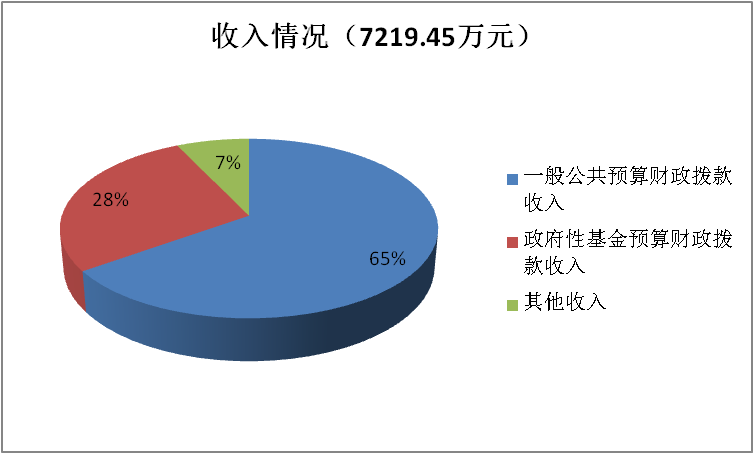 收入情况（7219.45万元）
7%
28%
65%
一般公共预算财政拨款
收入
政府性基金预算财政拨
款收入
其他收入